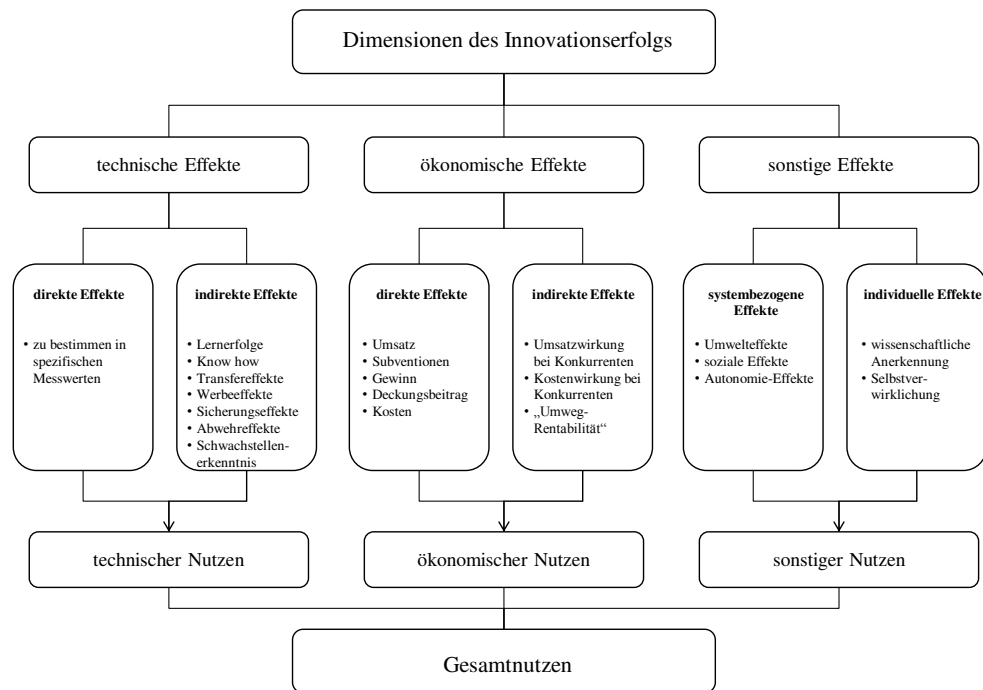 Dimensionen des Innovationserfolgs
technische Effekte
ökonomische Effekte
sonstige Effekte
direkte Effekte
• zu bestimmen in
spezifischen
Messwerten
indirekte Effekte
• Lernerfolge
• Know how
• Transfereffekte
• Werbeeffekte
• Sicherungseffekte
• Abwehreffekte
• Schwachstellen-
erkenntnis
direkte Effekte
• Umsatz
• Subventionen
• Gewinn
• Deckungsbeitrag
• Kosten
indirekte Effekte
• Umsatzwirkung
bei Konkurrenten
• Kostenwirkung bei
Konkurrenten
• „Umweg-
Rentabilität“
systembezogene
Effekte
• Umwelteffekte
• soziale Effekte
• Autonomie-Effekte
individuelle Effekte
• wissenschaftliche
Anerkennung
• Selbstver-
wirklichung
technischer Nutzen
ökonomischer Nutzen
sonstiger Nutzen
Gesamtnutzen